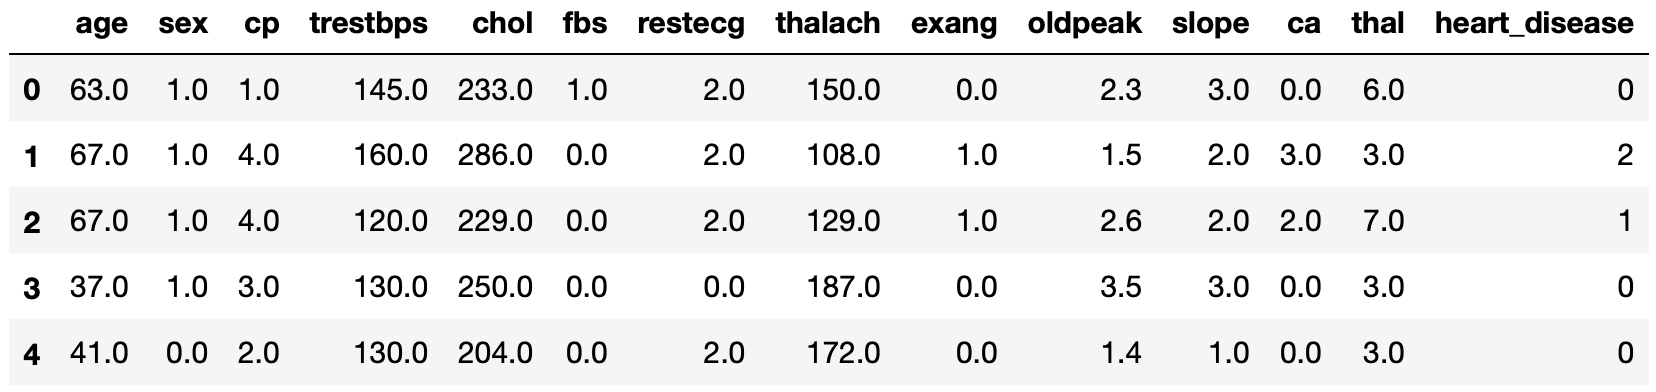 age sex cp trestbps chol fbs restecg thalach exang oldpeak slope ca thal heart_disease
0 63.0 1.0 1.0 145.0 233.0 1.0 2.0 150.0 0.0 2.3 3.0 0.0 6.0 0
1 67.0 1.0 4.0 160.0 286.0 0.0 2.0 108.0 1.0 1.5 2.0 3.0 3.0 2
2 67.0 1.0 4.0 120.0 229.0 0.0 2.0 129.0 1.0 2.6 2.0 2.0 7.0 1
3 37.0 1.0 3.0 130.0 250.0 0.0 0.0 187.0 0.0 3.5 3.0 0.0 3.0 0
4 41.0 0.0 2.0 130.0 204.0 0.0 2.0 172.0 0.0 1.4 1.0 0.0 3.0 0